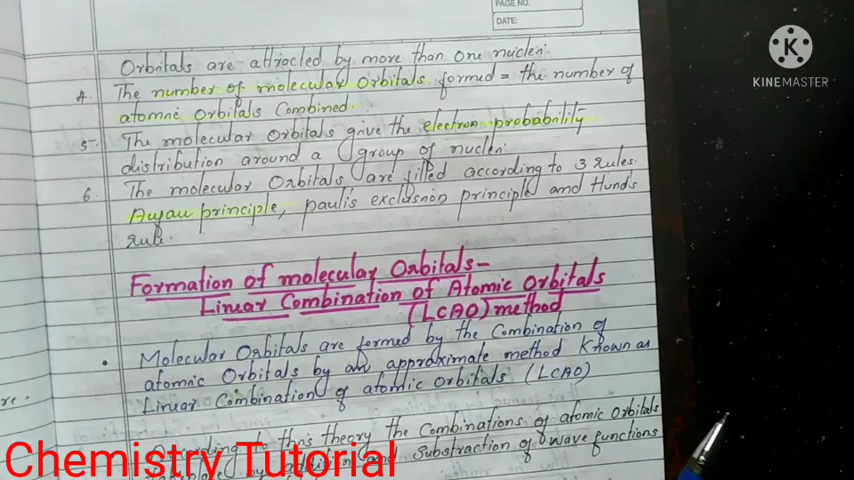 PAGE NO.
DATE:
Orbitals are attracted by more than One nuclei.
4. The number of molecular Orbitals formed = the number of
atomic Orbitals Combined.
5. The molecular Orbitals give the electron probability
distribution around a group of nuclei.
6. The molecular Orbitals are filled according to 3 rules.
Aufau principle, pauli's exclusion principle and Hund's
rule.
Formation of molecular Orbitals-
Linear Combination of Atomic Orbitals
(LCAO) method
• Molecular Orbitals are formed by the Combination of
atomic Orbitals by an approximate method Known as
Linear Combination of atomic Orbitals (LCAO)
to this theory the Combinations of atomic Orbitals
by addition and Substraction of wave functions
re.
KINEMASTER
Chemistry Tutorial